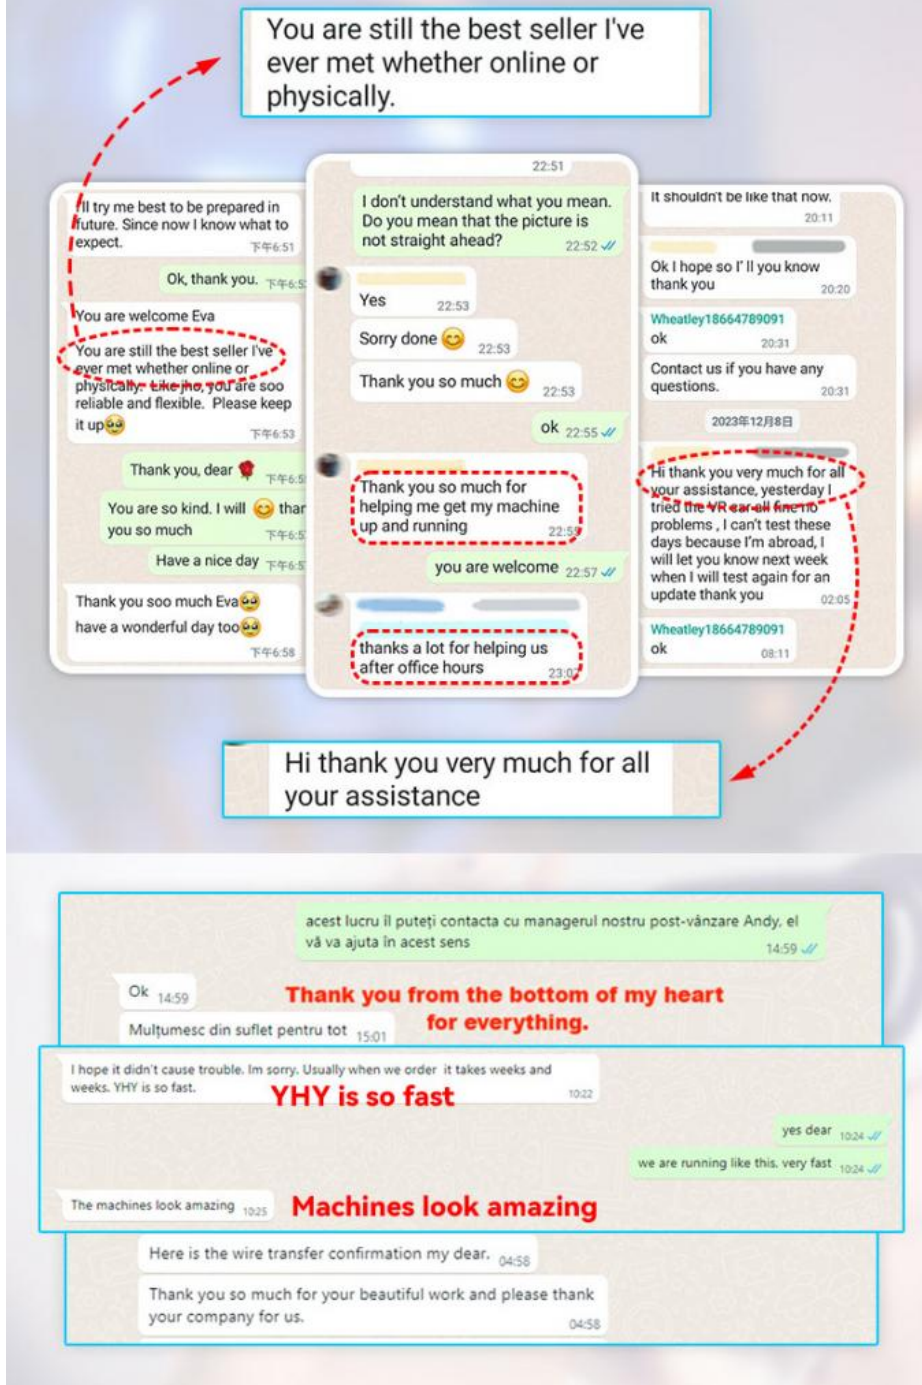 You are still the best seller I've
ever met whether online or
physically.
I'll try me best to be prepared in
future. Since now I know what to
expect.
下午6:51
Ok, thank you.
You are welcome Eva
You are still the best seller I've
ever met whether online or
physically. Like jho, you are soo
reliable and flexible. Please keep
it up🥹
下午6:53
Thank you, dear 🌹
You are so kind. I will 😊 than
you so much
Have a nice day
Thank you soo much Eva🥹
have a wonderful day too🥹
下午6:58
22:51
I don't understand what you mean.
Do you mean that the picture is
not straight ahead?
22:52
Yes 22:53
Sorry done 😊 22:53
Thank you so much 😊 22:53
ok 22:55
Thank you so much for
helping me get my machine
up and running
22:55
you are welcome 22:57
thanks a lot for helping us
after office hours
23:07
It shouldn't be like that now.
20:11
Ok I hope so I' ll you know
thank you
20:20
Wheatley18664789091
ok 20:31
Contact us if you have any
questions. 20:31
2023年12月8日
Hi thank you very much for all
your assistance, yesterday I
tried the VR car all fine no
problems , I can't test these
days because I'm abroad, I
will let you know next week
when I will test again for an
update thank you 02:05
Wheatley18664789091
ok 08:11
Hi thank you very much for all
your assistance
acest lucru îl puteți contacta cu managerul nostru post-vânzare Andy, el
vă va ajuta în acest sens
14:59
Ok 14:59
Mulțumesc din suflet pentru tot 15:01
Thank you from the bottom of my heart
for everything.
I hope it didn't cause trouble. Im sorry. Usually when we order it takes weeks and
weeks. YHY is so fast.
10:22
YHY is so fast
yes dear 10:24
we are running like this. very fast 10:24
The machines look amazing 10:25
Machines look amazing
Here is the wire transfer confirmation my dear. 04:58
Thank you so much for your beautiful work and please thank
your company for us.
04:58